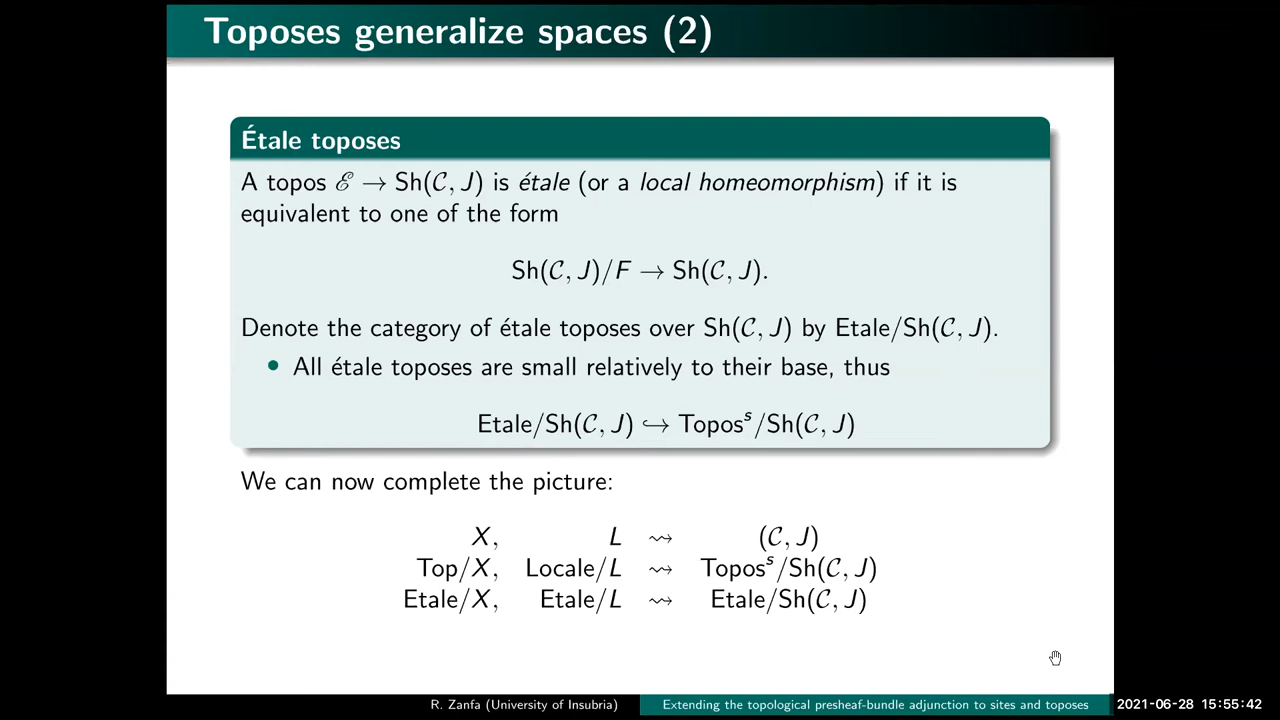 Toposes generalize spaces (2)
Étale toposes
A topos ℰ → Sh(𝒞, J) is étale (or a local homeomorphism) if it is
equivalent to one of the form
Sh(𝒞, J)/F → Sh(𝒞, J).
Denote the category of étale toposes over Sh(𝒞, J) by Etale/Sh(𝒞, J).
• All étale toposes are small relatively to their base, thus
Etale/Sh(𝒞, J) ↪ Toposˢ/Sh(𝒞, J)
We can now complete the picture:
X, L ⇝ (𝒞, J)
Top/X, Locale/L ⇝ Toposˢ/Sh(𝒞, J)
Etale/X, Etale/L ⇝ Etale/Sh(𝒞, J)
R. Zanfa (University of Insubria) Extending the topological presheaf-bundle adjunction to sites and toposes 2021-06-28 15:55:42